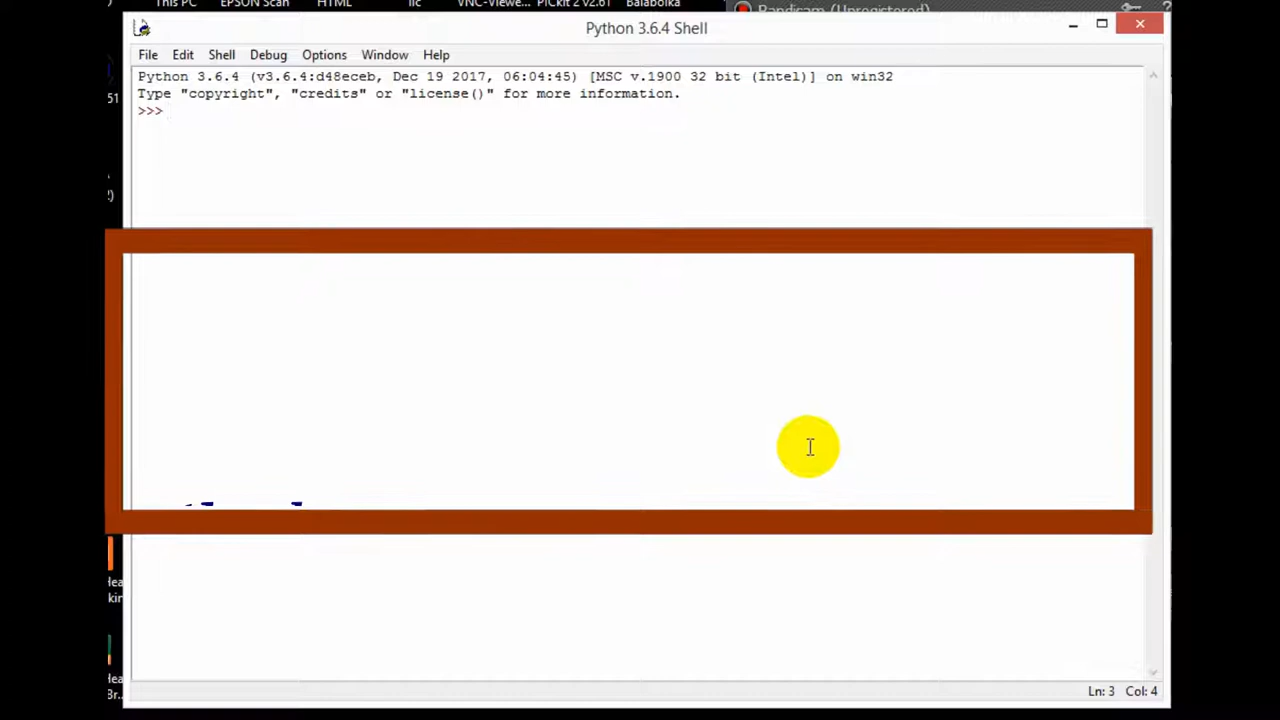 This PC EPSON Scan HTML VNC-Viewe... PICkit 2 v2.61 Balabolka
Bandicam (Unregistered)
Python 3.6.4 Shell
File Edit Shell Debug Options Window Help
Python 3.6.4 (v3.6.4:d48eceb, Dec 19 2017, 06:04:45) [MSC v.1900 32 bit (Intel)] on win32
51
Type "copyright", "credits" or "license()" for more information.
>>>
Ln: 3 Col: 4